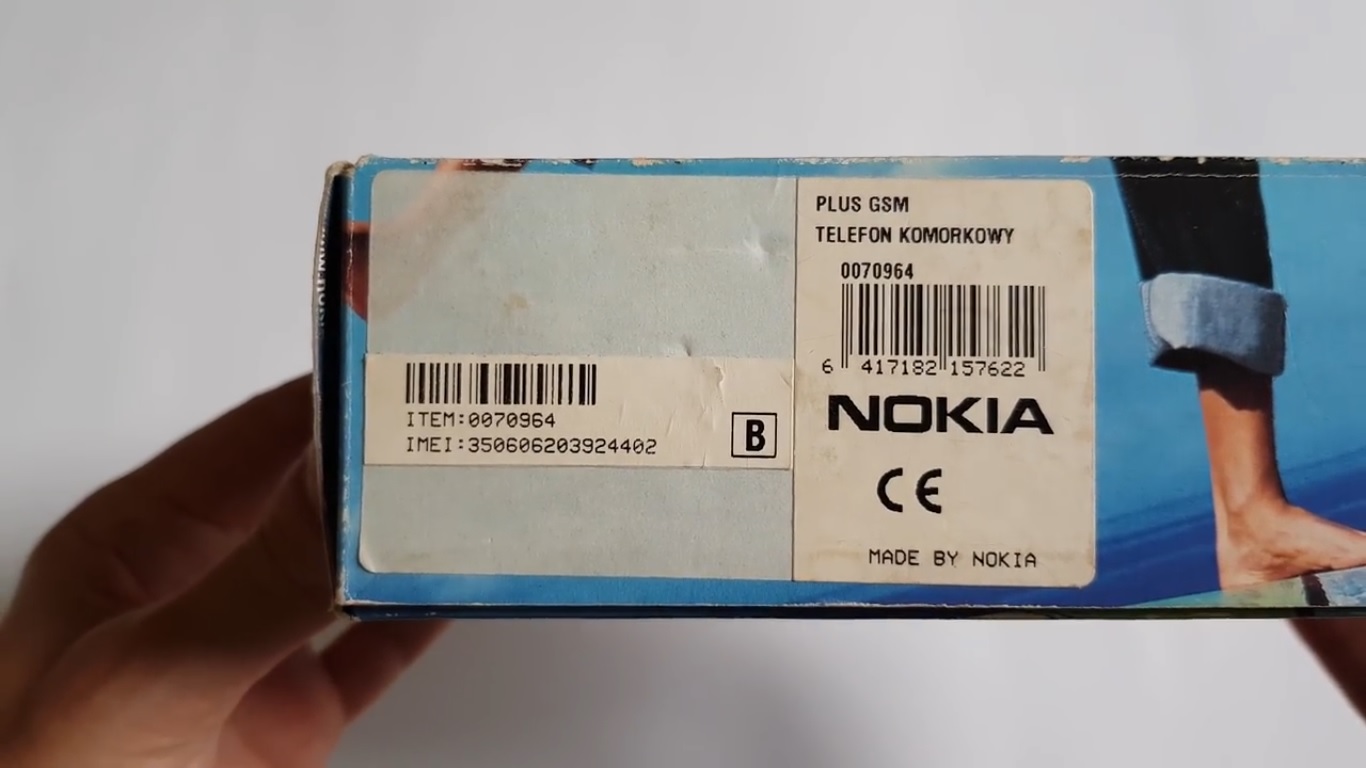 ITEM:0070964
IMEI:350606203924402
B
PLUS GSM
TELEFON KOMORKOWY
0070964
6 417182 157622
NOKIA
CE
MADE BY NOKIA